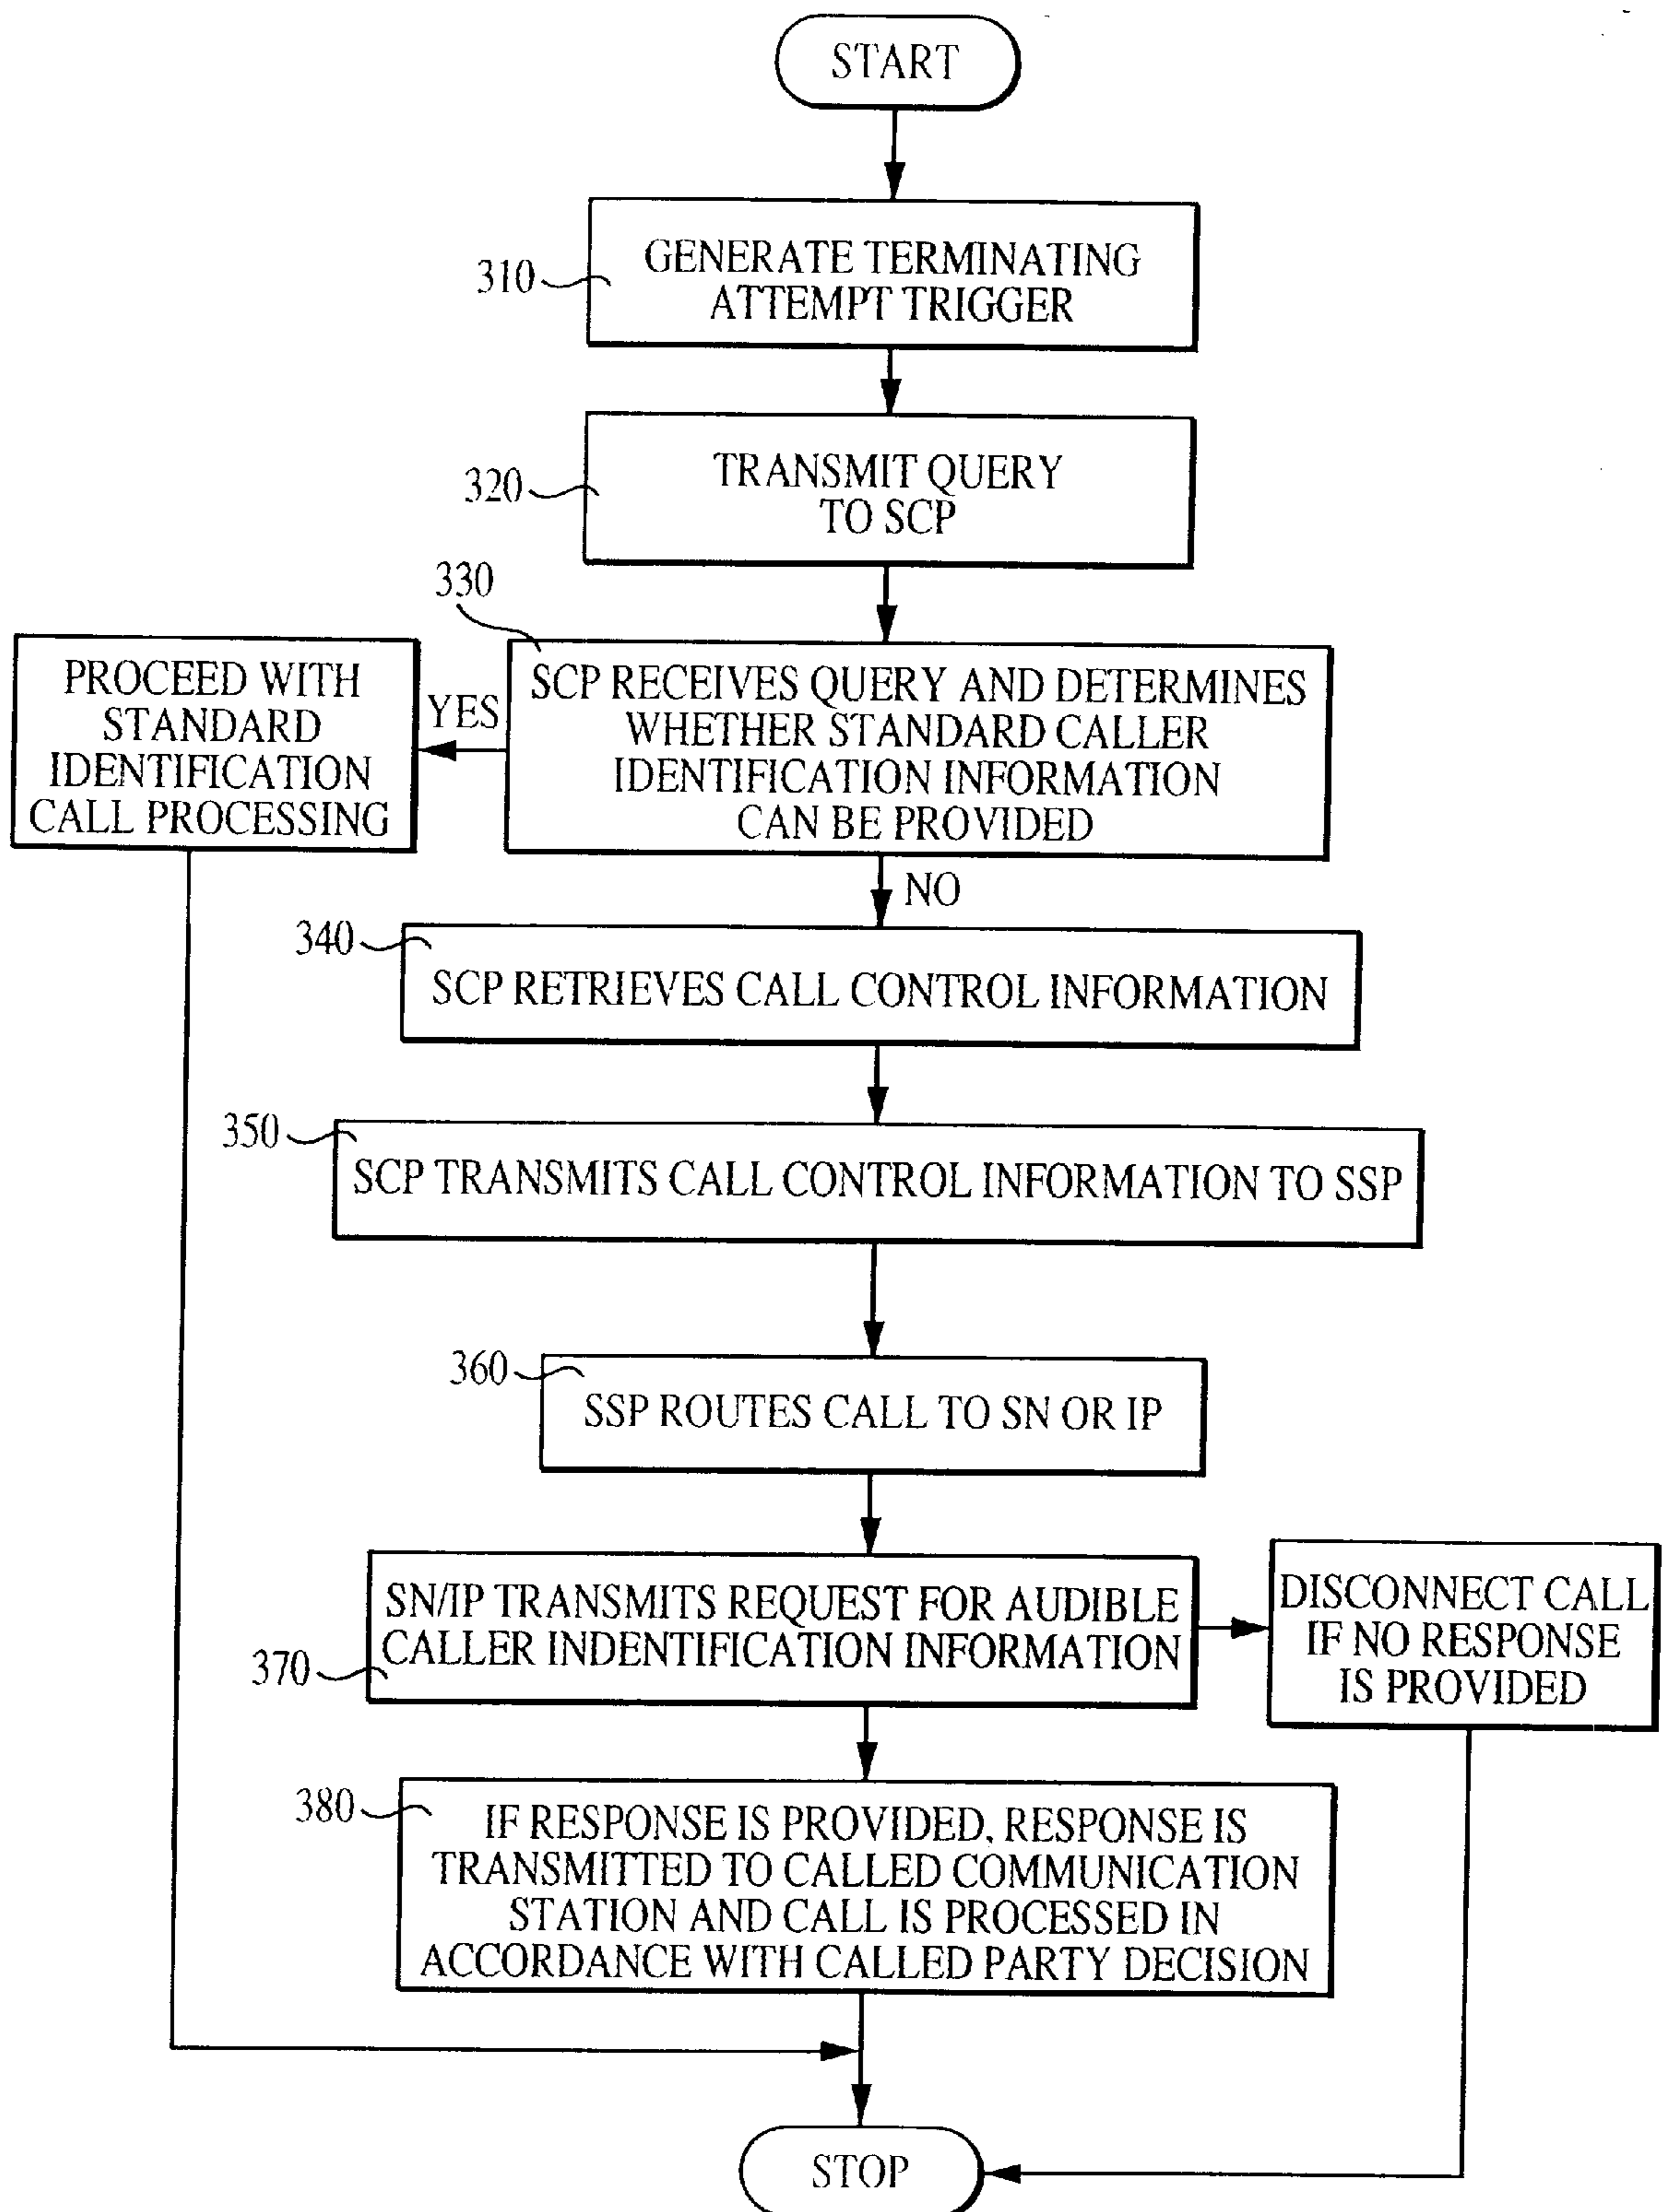 START
310
GENERATE TERMINATING
ATTEMPT TRIGGER
320
TRANSMIT QUERY
TO SCP
330
SCP RECEIVES QUERY AND DETERMINES
WHETHER STANDARD CALLER
IDENTIFICATION INFORMATION
CAN BE PROVIDED
YES
PROCEED WITH
STANDARD
IDENTIFICATION
CALL PROCESSING
NO
340
SCP RETRIEVES CALL CONTROL INFORMATION
350
SCP TRANSMITS CALL CONTROL INFORMATION TO SSP
360
SSP ROUTES CALL TO SN OR IP
370
SN/IP TRANSMITS REQUEST FOR AUDIBLE
CALLER INDENTIFICATION INFORMATION
DISCONNECT CALL
IF NO RESPONSE
IS PROVIDED
380
IF RESPONSE IS PROVIDED, RESPONSE IS
TRANSMITTED TO CALLED COMMUNICATION
STATION AND CALL IS PROCESSED IN
ACCORDANCE WITH CALLED PARTY DECISION
STOP